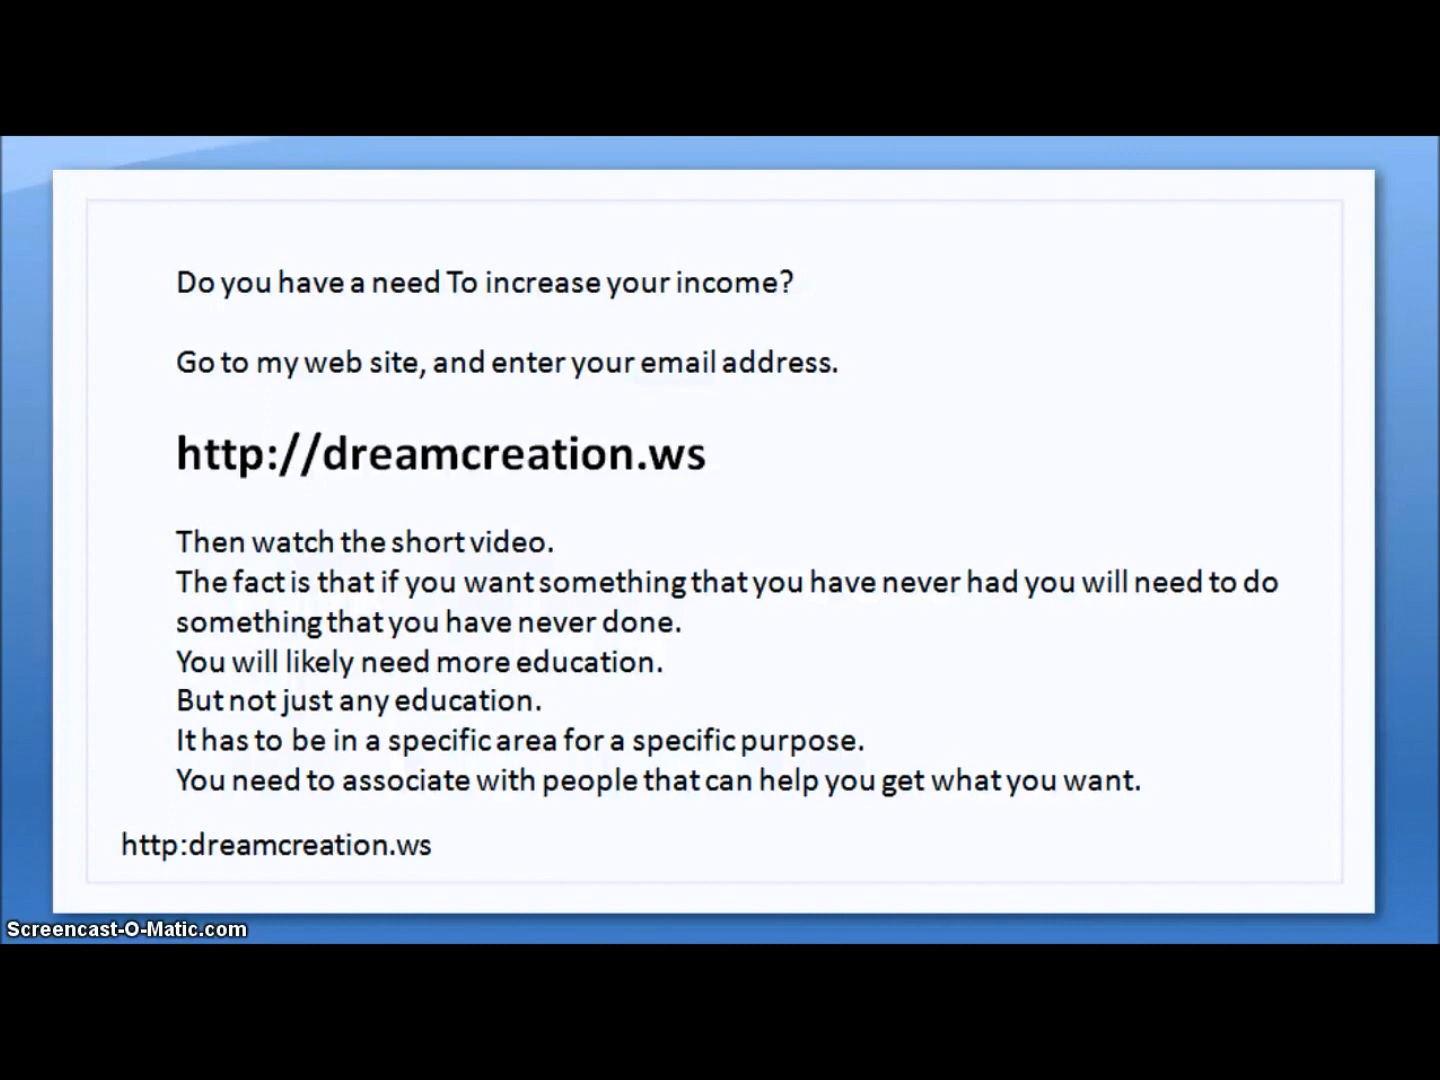 Do you have a need To increase your income?
Go to my web site, and enter your email address.
http://dreamcreation.ws
Then watch the short video.
The fact is that if you want something that you have never had you will need to do
something that you have never done.
You will likely need more education.
But not just any education.
It has to be in a specific area for a specific purpose.
You need to associate with people that can help you get what you want.
http:dreamcreation.ws
Screencast-O-Matic.com